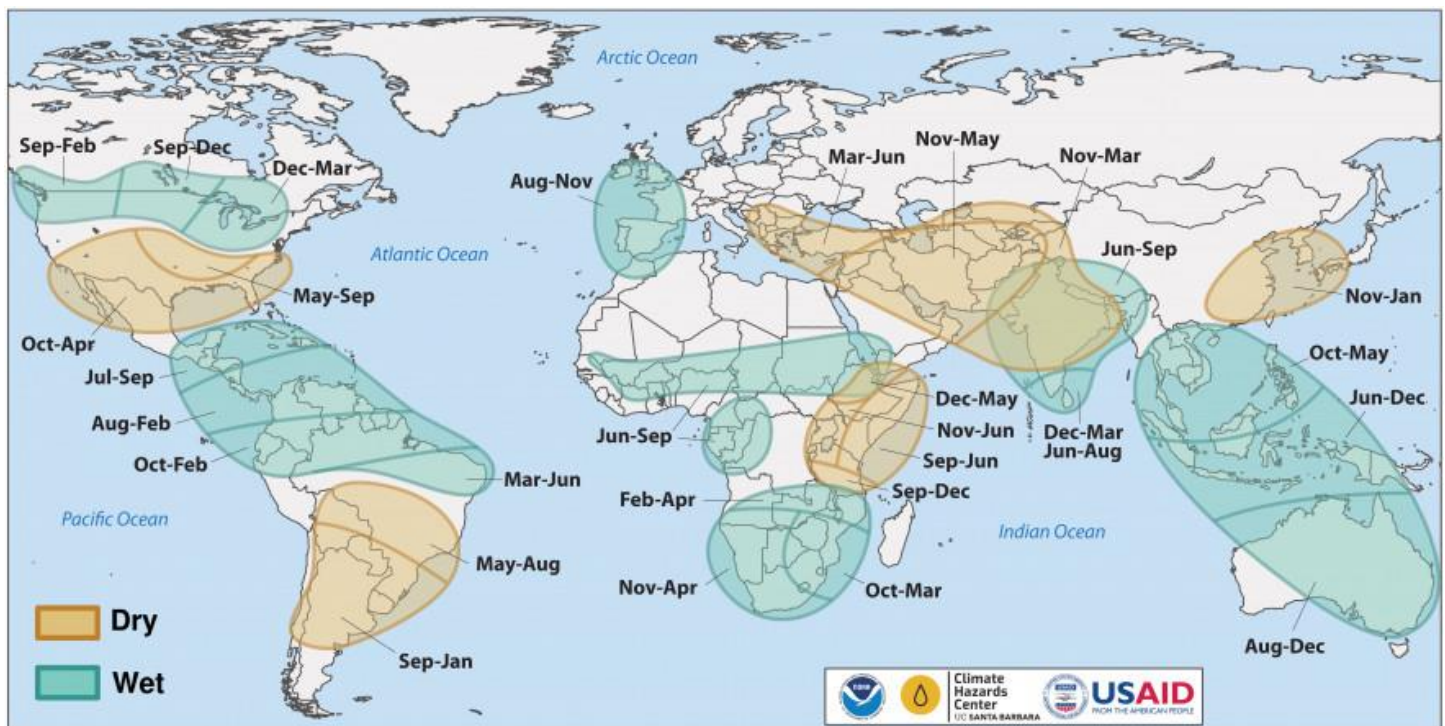 Arctic Ocean
Sep-Feb
Sep-Dec
Dec-Mar
Aug-Nov
Mar-Jun
Nov-May
Nov-Mar
Atlantic Ocean
Jun-Sep
May-Sep
Nov-Jan
Oct-Apr
Jul-Sep
Oct-May
Aug-Feb
Dec-May
Jun-Dec
Jun-Sep
Nov-Jun
Dec-Mar
Jun-Aug
Oct-Feb
Sep-Jun
Mar-Jun
Sep-Dec
Feb-Apr
Pacific Ocean
Indian Ocean
May-Aug
Nov-Apr
Oct-Mar
Dry
Aug-Dec
Sep-Jan
Wet
Climate
Hazards
Center
UC SANTA BARBARA
USAID
FROM THE AMERICAN PEOPLE